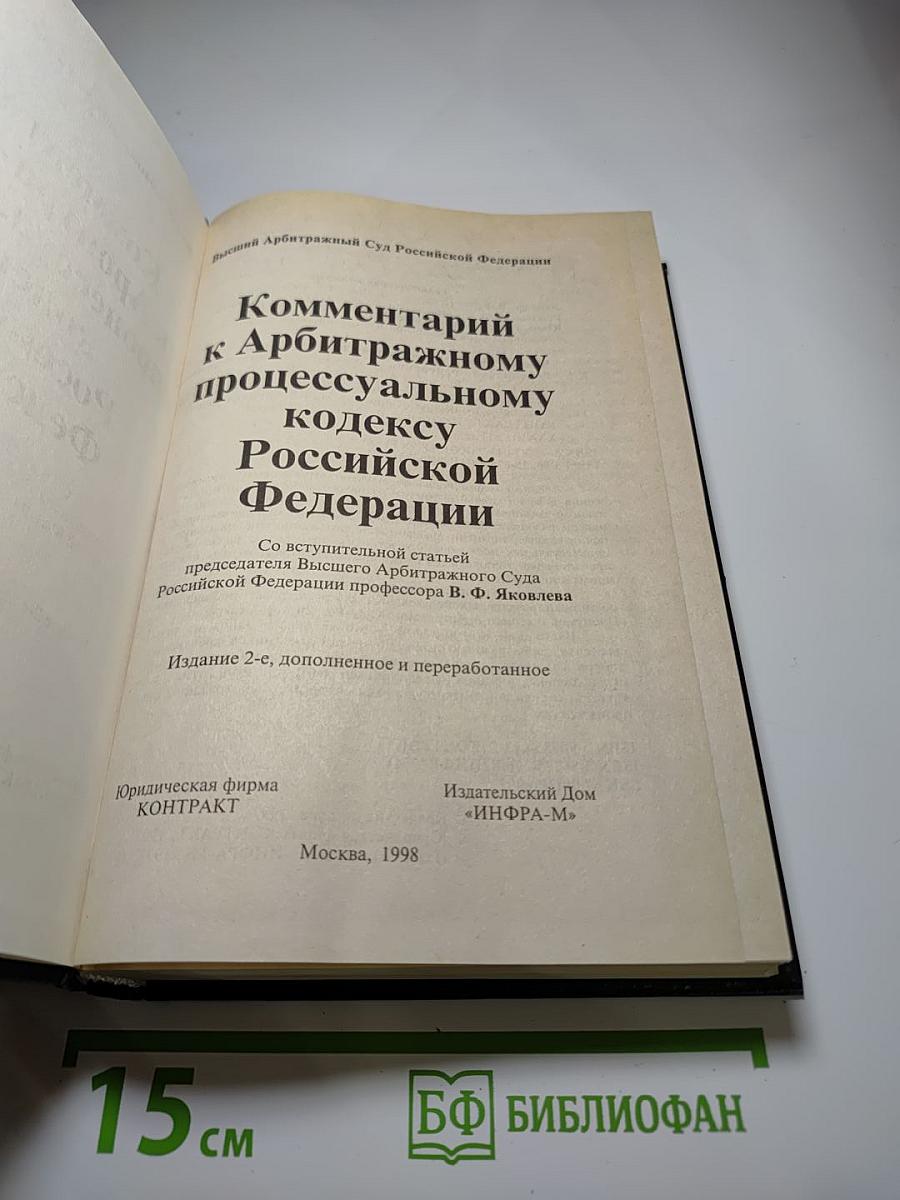 Высший Арбитражный Суд Российской Федерации
Комментарий
к Арбитражному
процессуальному
кодексу
Российской
Федерации
Со вступительной статьей
председателя Высшего Арбитражного Суда
Российской Федерации профессора В. Ф. Яковлева
Издание 2-е, дополненное и переработанное
Юридическая фирма
КОНТРАКТ
Издательский Дом
«ИНФРА-М»
Москва, 1998
15 см
БФ БИБЛИОФАН